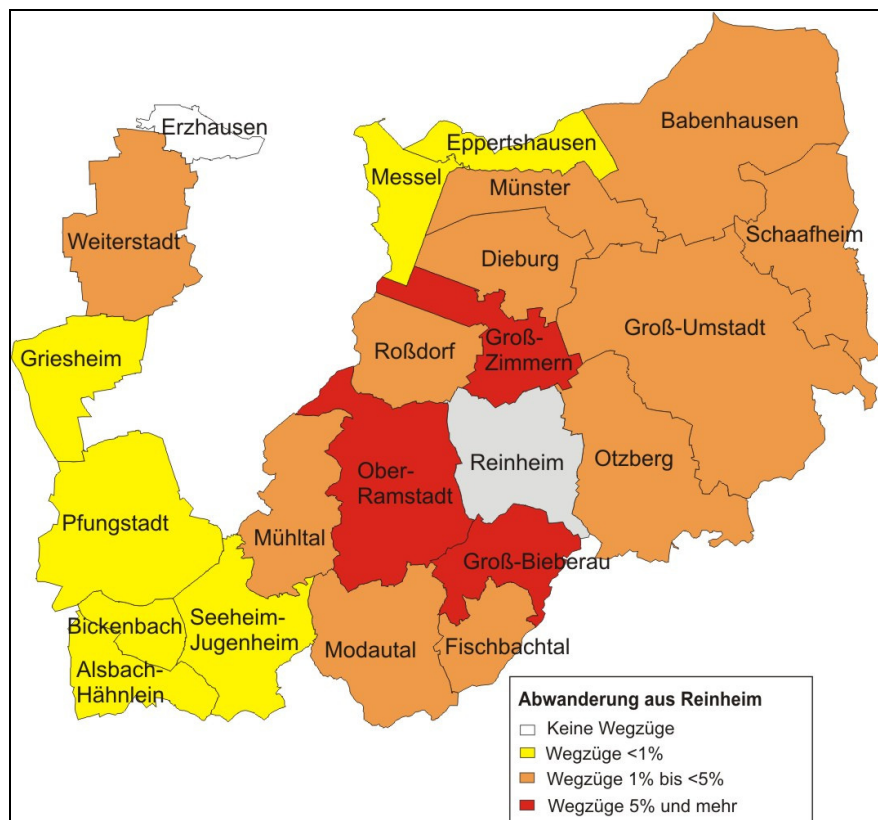 Erzhausen
Babenhausen
Eppertshausen
Messel
Münster
Weiterstadt
Schaafheim
Dieburg
Groß-Umstadt
Griesheim
Roßdorf
Groß-
Zimmern
Reinheim
Otzberg
Ober-
Ramstadt
Pfungstadt
Mühltal
Groß-Bieberau
Seeheim-
Jugenheim
Bickenbach
Modautal
Fischbachtal
Alsbach-
Hähnlein
Abwanderung aus Reinheim
Keine Wegzüge
Wegzüge <1%
Wegzüge 1% bis <5%
Wegzüge 5% und mehr